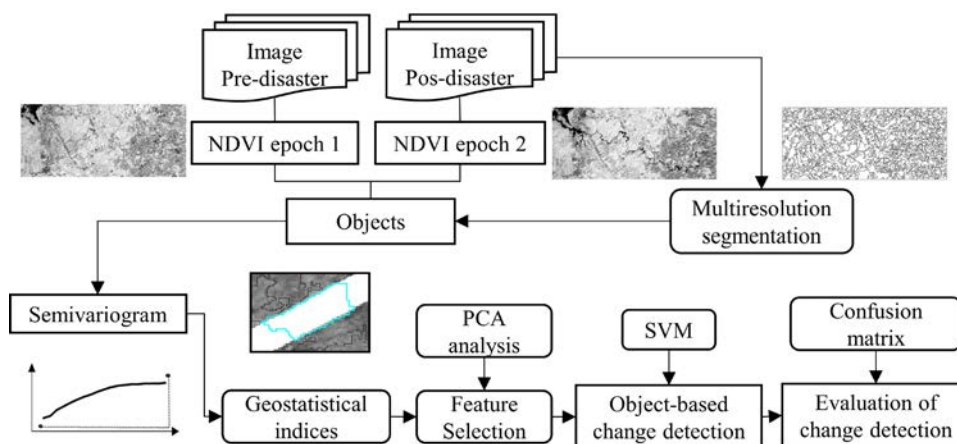 Image
Pre-disaster
Image
Pos-disaster
NDVI epoch 1
NDVI epoch 2
Objects
Multiresolution
segmentation
Semivariogram
PCA
analysis
SVM
Confusion
matrix
Geostatistical
indices
Feature
Selection
Object-based
change detection
Evaluation of
change detection